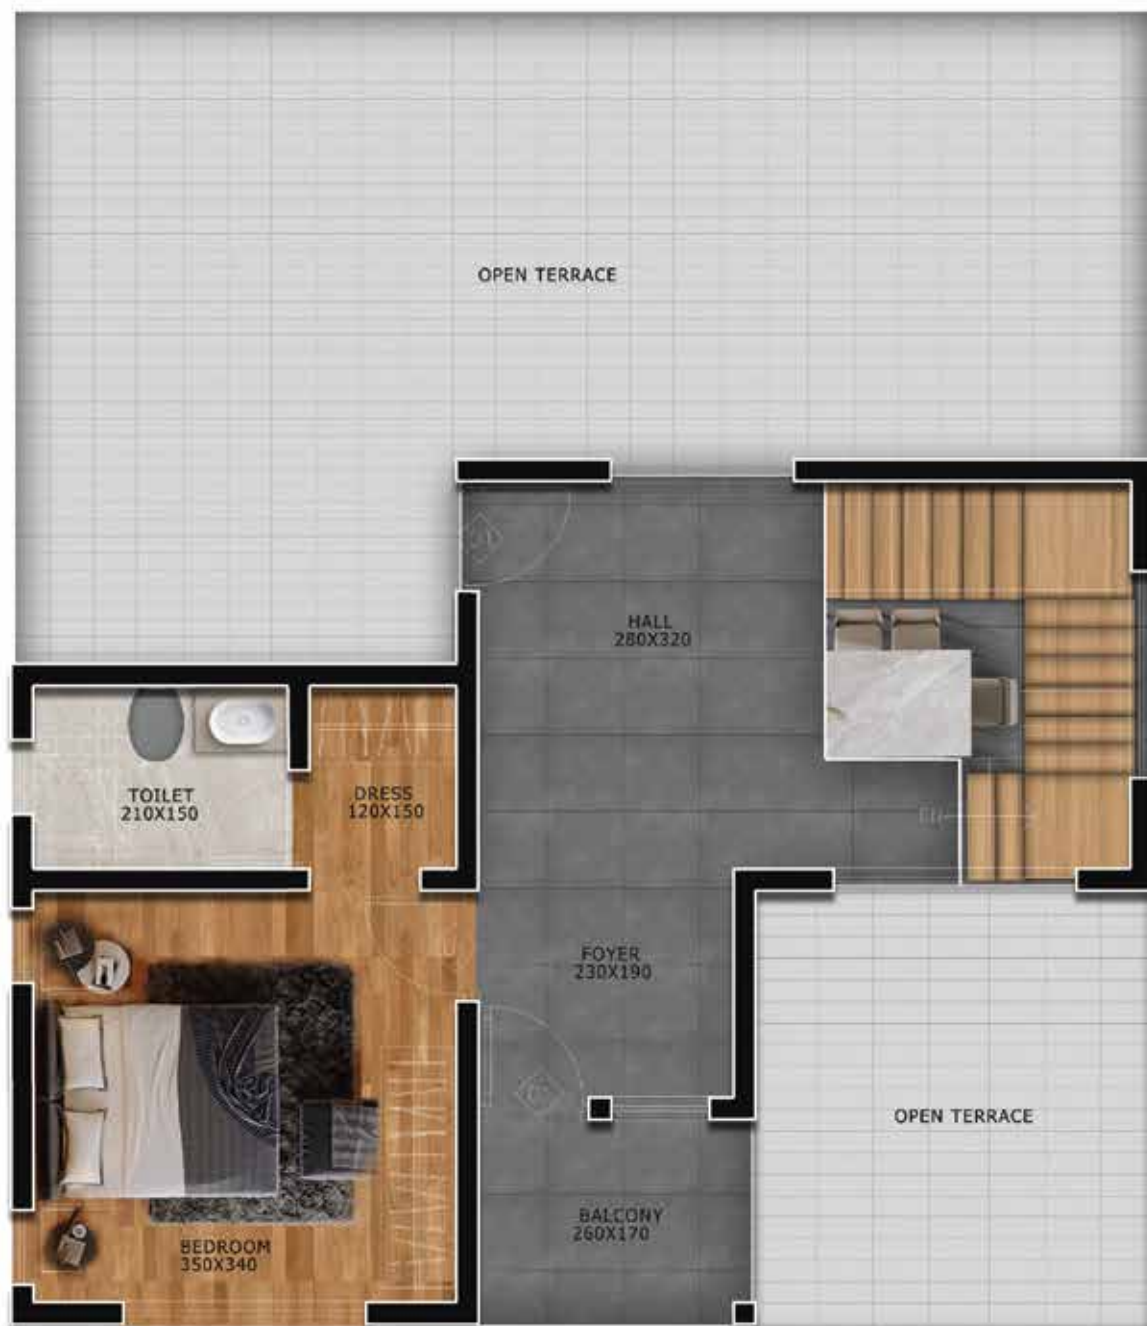 OPEN TERRACE
HALL
280X320
TOILET
210X150
DRESS
120X150
FOYER
230X190
OPEN TERRACE
BALCONY
260X170
BEDROOM
350X340